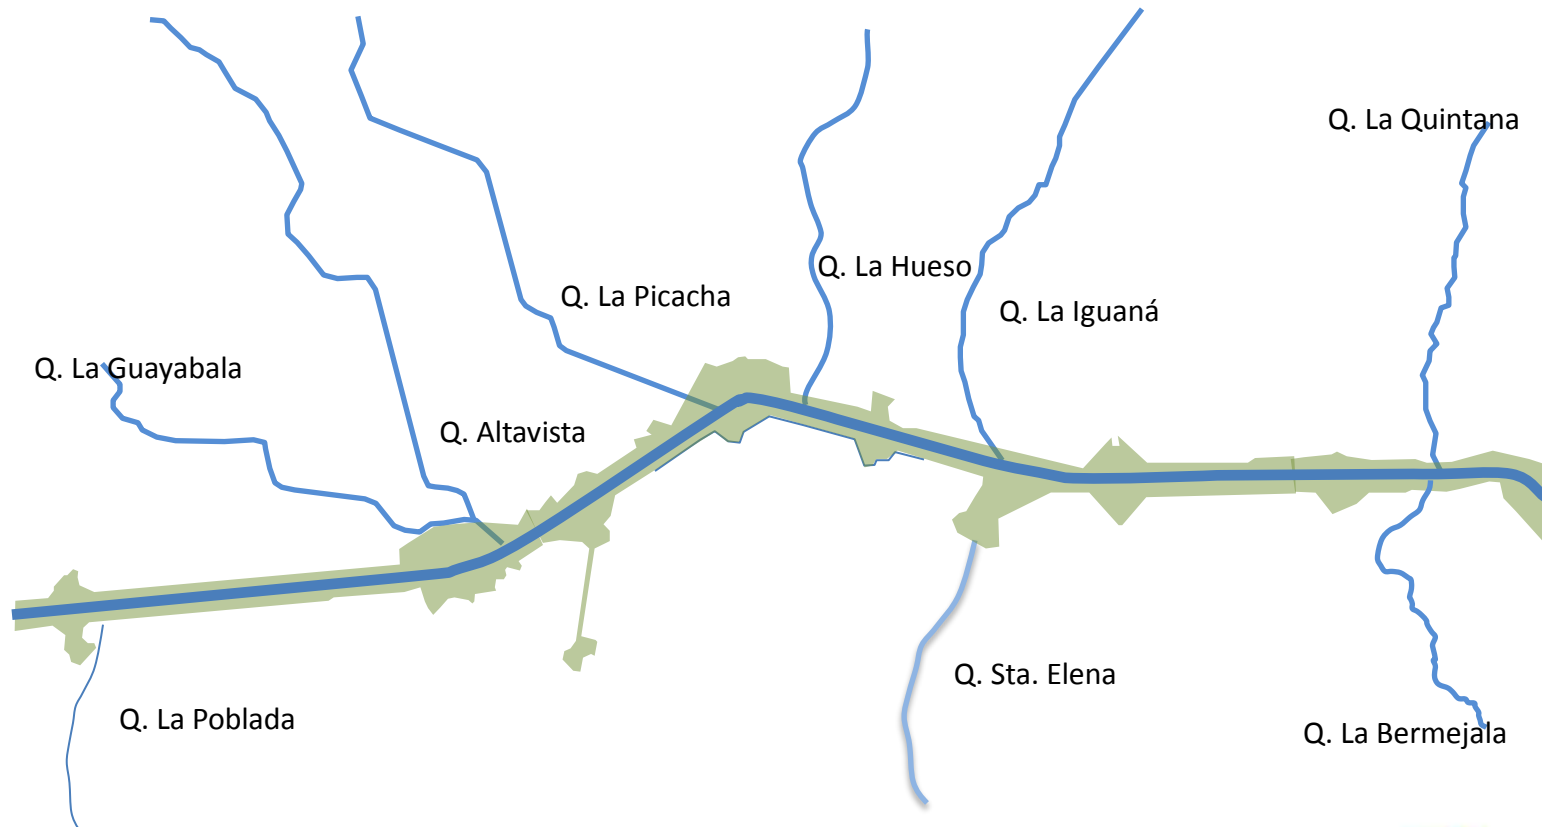 Q. La Quintana
Q. La Hueso
Q. La Picacha
Q. La Iguaná
Q. La Guayabala
Q. Altavista
Q. Sta. Elena
Q. La Poblada
Q. La Bermejala